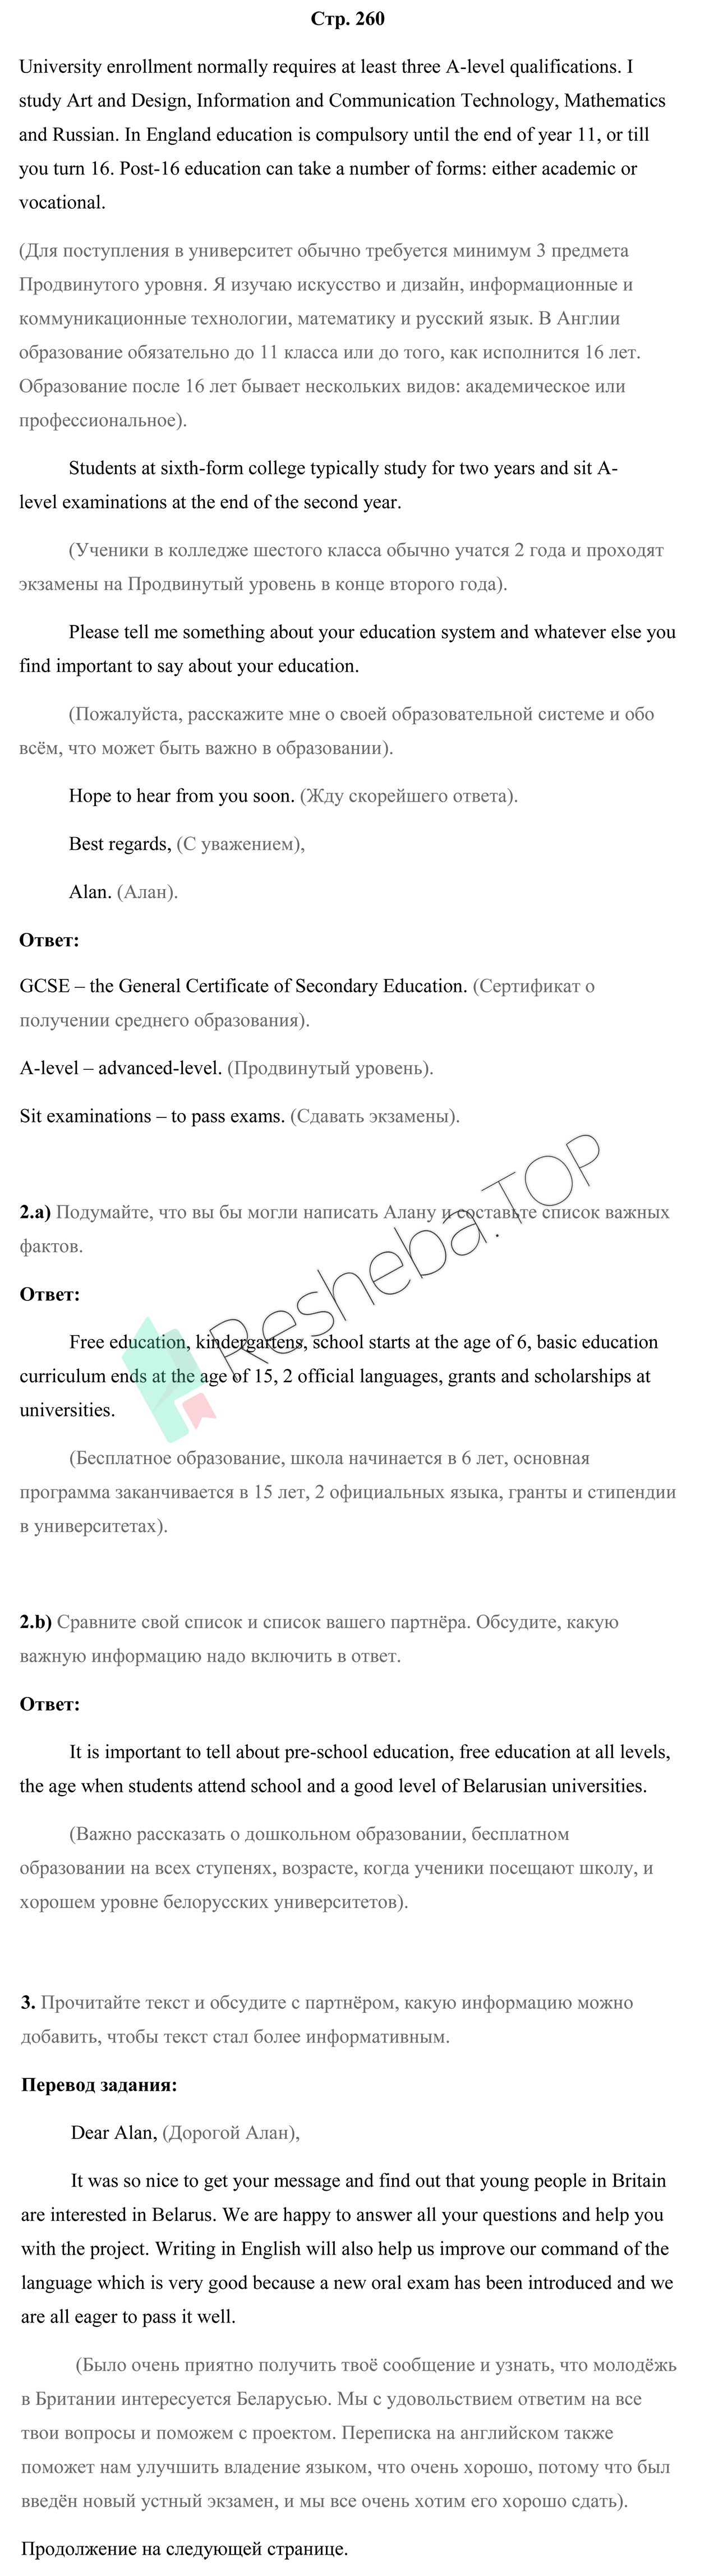 Стр. 260
University enrollment normally requires at least three A-level qualifications. I
study Art and Design, Information and Communication Technology, Mathematics
and Russian. In England education is compulsory until the end of year 11, or till
you turn 16. Post-16 education can take a number of forms: either academic or
vocational.
(Для поступления в университет обычно требуется минимум 3 предмета
Продвинутого уровня. Я изучаю искусство и дизайн, информационные и
коммуникационные технологии, математику и русский язык. В Англии
образование обязательно до 11 класса или до того, как исполнится 16 лет.
Образование после 16 лет бывает нескольких видов: академическое или
профессиональное).
Students at sixth-form college typically study for two years and sit A-
level examinations at the end of the second year.
(Ученики в колледже шестого класса обычно учатся 2 года и проходят
экзамены на Продвинутый уровень в конце второго года).
Please tell me something about your education system and whatever else you
find important to say about your education.
(Пожалуйста, расскажите мне о своей образовательной системе и обо
всём, что может быть важно в образовании).
Hope to hear from you soon. (Жду скорейшего ответа).
Best regards, (С уважением),
Alan. (Алан).
Ответ:
GCSE – the General Certificate of Secondary Education. (Сертификат о
получении среднего образования).
A-level – advanced-level. (Продвинутый уровень).
Sit examinations – to pass exams. (Сдавать экзамены).
2.a) Подумайте, что вы бы могли написать Алану и составьте список важных
фактов.
Ответ:
Resheba.TOP
Free education, kindergartens, school starts at the age of 6, basic education
curriculum ends at the age of 15, 2 official languages, grants and scholarships at
universities.
(Бесплатное образование, школа начинается в 6 лет, основная
программа заканчивается в 15 лет, 2 официальных языка, гранты и стипендии
в университетах).
2.b) Сравните свой список и список вашего партнёра. Обсудите, какую
важную информацию надо включить в ответ.
Ответ:
It is important to tell about pre-school education, free education at all levels,
the age when students attend school and a good level of Belarusian universities.
(Важно рассказать о дошкольном образовании, бесплатном
образовании на всех ступенях, возрасте, когда ученики посещают школу, и
хорошем уровне белорусских университетов).
3. Прочитайте текст и обсудите с партнёром, какую информацию можно
добавить, чтобы текст стал более информативным.
Перевод задания:
Dear Alan, (Дорогой Алан),
It was so nice to get your message and find out that young people in Britain
are interested in Belarus. We are happy to answer all your questions and help you
with the project. Writing in English will also help us improve our command of the
language which is very good because a new oral exam has been introduced and we
are all eager to pass it well.
(Было очень приятно получить твоё сообщение и узнать, что молодёжь
в Британии интересуется Беларусью. Мы с удовольствием ответим на все
твои вопросы и поможем с проектом. Переписка на английском также
поможет нам улучшить владение языком, что очень хорошо, потому что был
введён новый устный экзамен, и мы все очень хотим его хорошо сдать).
Продолжение на следующей странице.